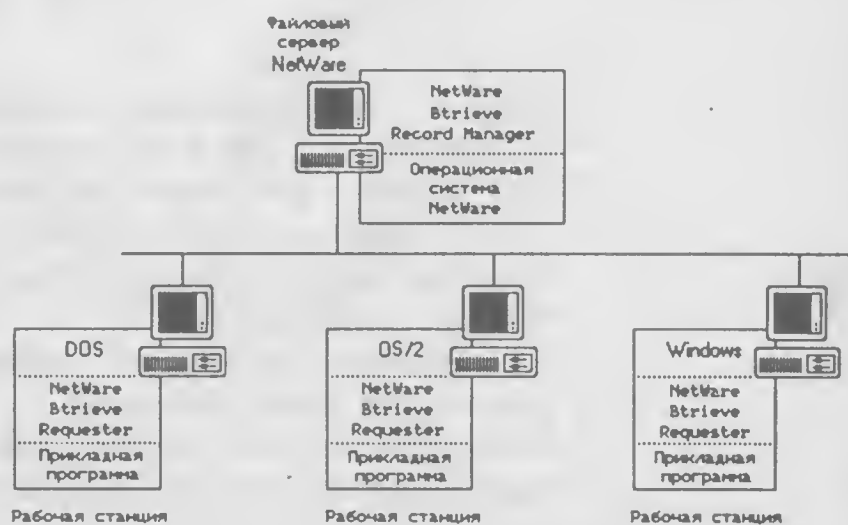 Файловый
сервер
NetWare
NetWare
Btrieve
Record Manager
Операционная
система
NetWare
DOS
NetWare
Btrieve
Requester
Прикладная
программа
Рабочая станция
OS/2
NetWare
Btrieve
Requester
Прикладная
программа
Рабочая станция
Windows
NetWare
Btrieve
Requester
Прикладная
программа
Рабочая станция